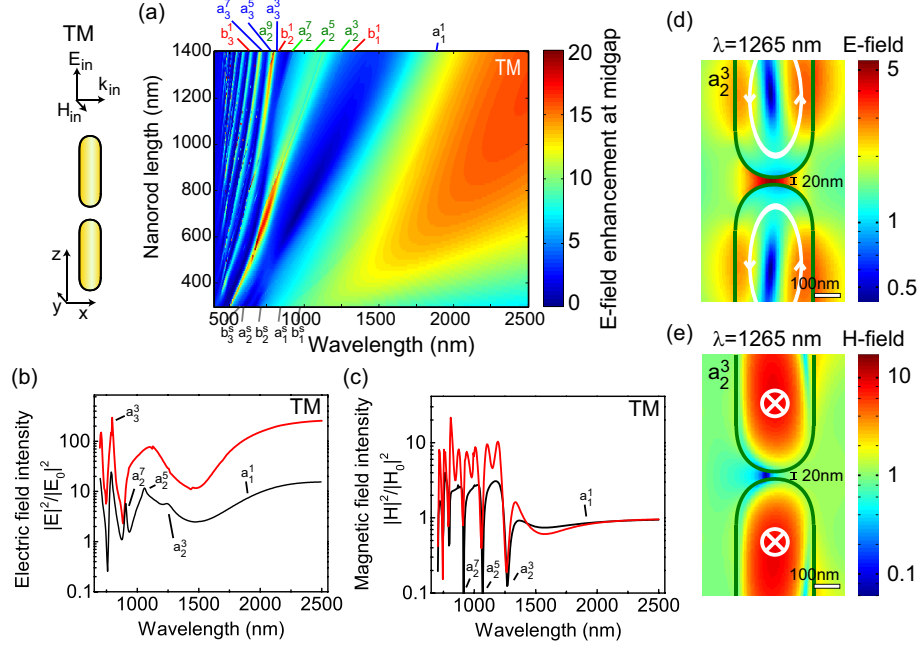 TM
E_in
k_in
H_in
z
y
x
(a)
a_3^7 a_3^5 a_3^3
b_3^1 a_2^9 b_2^1 a_2^7 a_2^5 a_2^3 b_1^1 a_1^1
Nanorod length (nm)
1400
1200
1000
800
600
400
TM
500 1000 1500 2000 2500
b_3^s a_2^s b_2^s a_1^s b_1^s
Wavelength (nm)
20
15
10
5
0
E-field enhancement at midgap
(b)
Electric field intensity
|E|²/|E_0|²
100
10
1
0.1
TM
a_3^3
a_2^7
a_2^5
a_2^3
a_1^1
1000 1500 2000 2500
Wavelength (nm)
(c)
Magnetic field intensity
|H|²/|H_0|²
10
1
0.1
TM
a_1^1
a_2^7 a_2^5 a_2^3
1000 1500 2000 2500
Wavelength (nm)
(d)
λ=1265 nm E-field
a_2^3
20nm
100nm
5
1
0.5
(e)
λ=1265 nm H-field
a_2^3
20nm
100nm
10
1
0.1